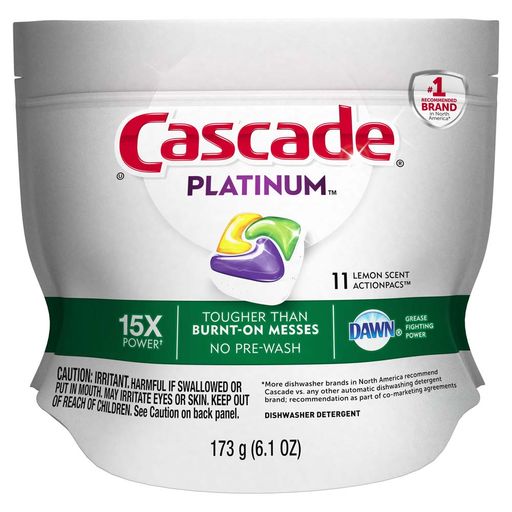 #1
RECOMMENDED
BRAND
in North
America*
Cascade®
Ⓤ
PLATINUM™
11 LEMON SCENT
ACTIONPACS™
15X
POWER†
TOUGHER THAN
BURNT-ON MESSES
NO PRE-WASH
DAWN®
GREASE
FIGHTING
POWER
CAUTION: IRRITANT. HARMFUL IF SWALLOWED OR
PUT IN MOUTH. MAY IRRITATE EYES OR SKIN. KEEP OUT
OF REACH OF CHILDREN. See Caution on back panel.
*More dishwasher brands in North America recommend
Cascade vs. any other automatic dishwashing detergent
brand; recommendation as part of co-marketing agreements
DISHWASHER DETERGENT
173 g (6.1 OZ)